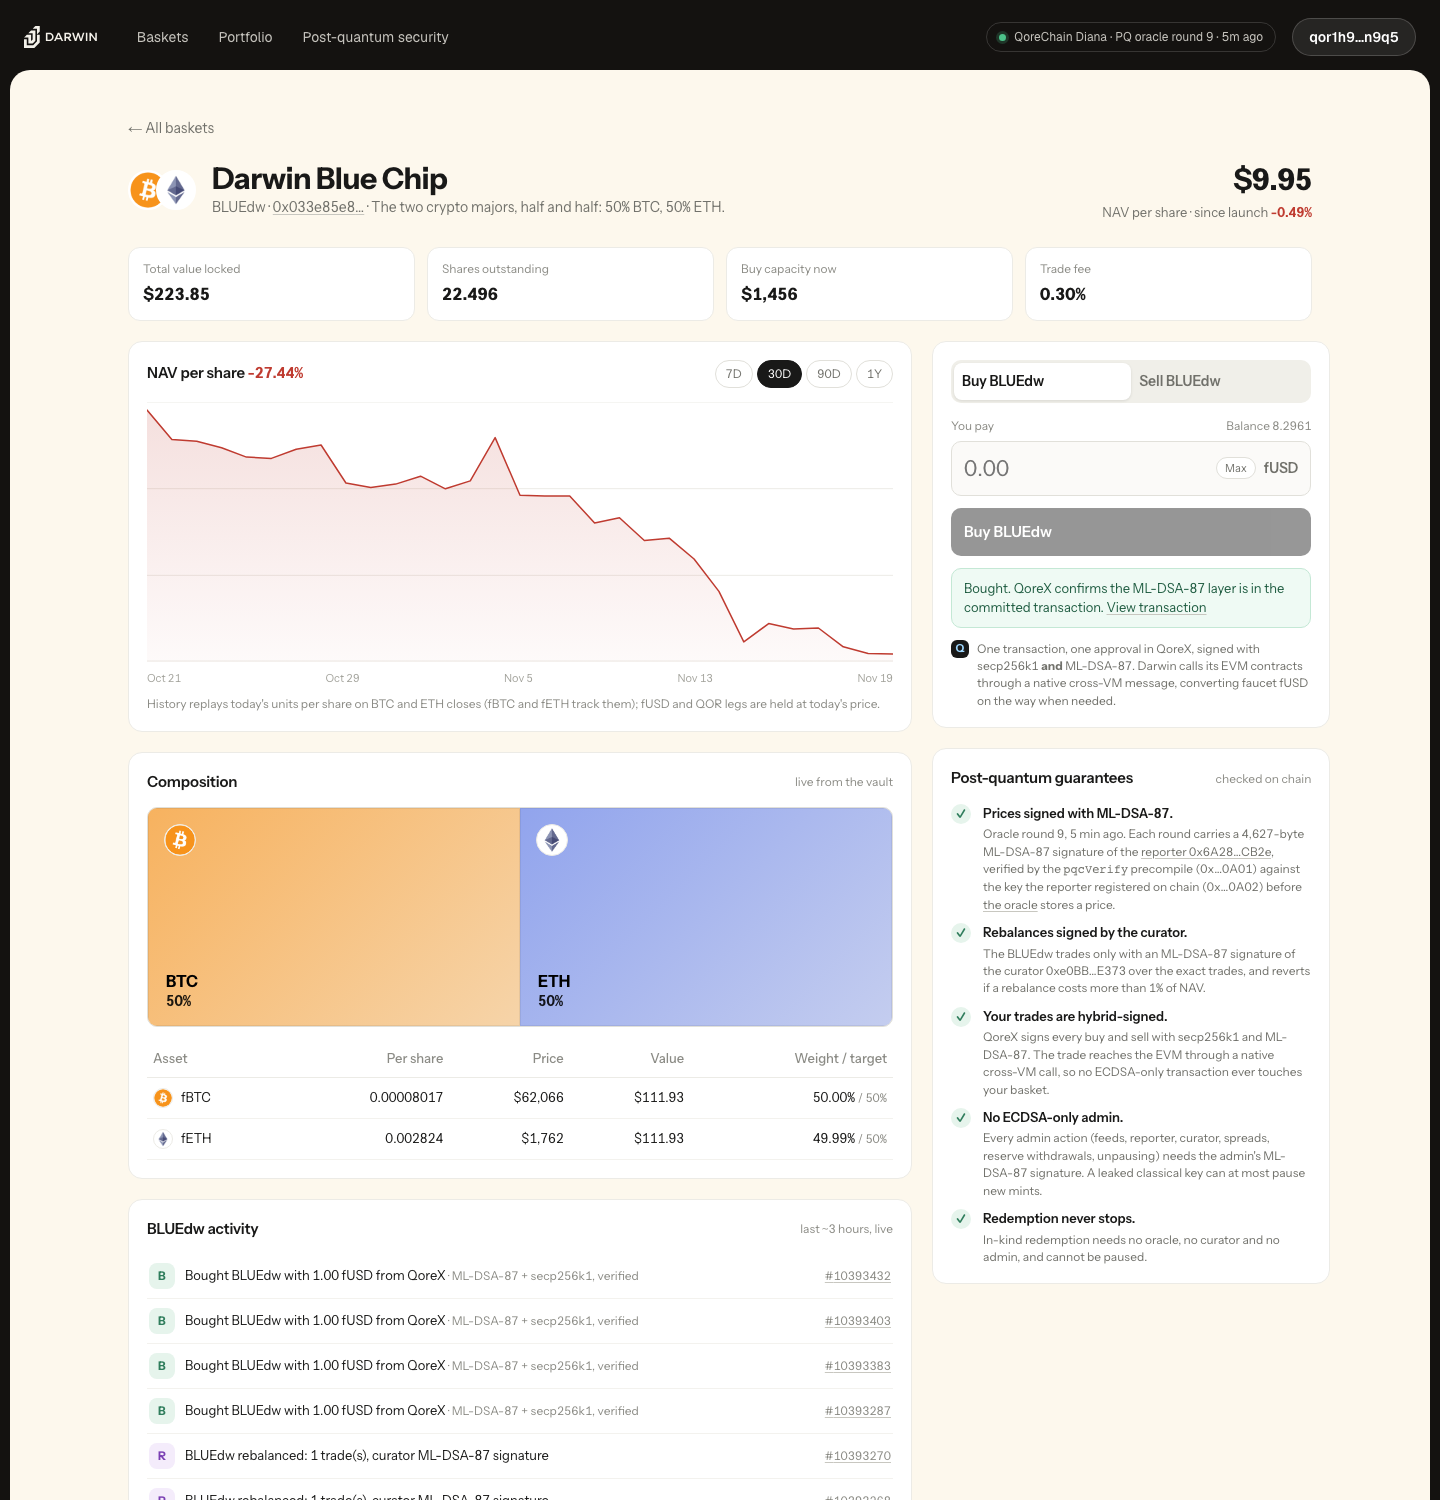 DARWIN
Baskets
Portfolio
Post-quantum security
QoreChain Diana · PQ oracle round 9 · 5m ago
qor1h9...n9q5
← All baskets
Darwin Blue Chip
BLUEdw · 0x033e85e8... · The two crypto majors, half and half: 50% BTC, 50% ETH.
$9.95
NAV per share · since launch -0.49%
Total value locked
$223.85
Shares outstanding
22.496
Buy capacity now
$1,456
Trade fee
0.30%
NAV per share -27.44%
7D
30D
90D
1Y
Oct 21
Oct 29
Nov 5
Nov 13
Nov 19
History replays today's units per share on BTC and ETH closes (fBTC and fETH track them); fUSD and QOR legs are held at today's price.
Buy BLUEdw
Sell BLUEdw
You pay
Balance 8.2961
0.00
Max
fUSD
Buy BLUEdw
Bought. QoreX confirms the ML-DSA-87 layer is in the
committed transaction. View transaction
Q
One transaction, one approval in QoreX, signed with
secp256k1 and ML-DSA-87. Darwin calls its EVM contracts
through a native cross-VM message, converting faucet fUSD
on the way when needed.
Composition
live from the vault
BTC
50%
ETH
50%
Asset
Per share
Price
Value
Weight / target
fBTC
0.00008017
$62,066
$111.93
50.00% / 50%
fETH
0.002824
$1,762
$111.93
49.99% / 50%
Post-quantum guarantees
checked on chain
Prices signed with ML-DSA-87.
Oracle round 9, 5 min ago. Each round carries a 4,627-byte
ML-DSA-87 signature of the reporter 0x6A28...CB2e,
verified by the pqcVerify precompile (0x...0A01) against
the key the reporter registered on chain (0x...0A02) before
the oracle stores a price.
Rebalances signed by the curator.
The BLUEdw trades only with an ML-DSA-87 signature of
the curator 0xe0BB...E373 over the exact trades, and reverts
if a rebalance costs more than 1% of NAV.
Your trades are hybrid-signed.
QoreX signs every buy and sell with secp256k1 and ML-
DSA-87. The trade reaches the EVM through a native
cross-VM call, so no ECDSA-only transaction ever touches
your basket.
No ECDSA-only admin.
Every admin action (feeds, reporter, curator, spreads,
reserve withdrawals, unpausing) needs the admin's ML-
DSA-87 signature. A leaked classical key can at most pause
new mints.
Redemption never stops.
In-kind redemption needs no oracle, no curator and no
admin, and cannot be paused.
BLUEdw activity
last ~3 hours, live
B
Bought BLUEdw with 1.00 fUSD from QoreX · ML-DSA-87 + secp256k1, verified
#10393432
B
Bought BLUEdw with 1.00 fUSD from QoreX · ML-DSA-87 + secp256k1, verified
#10393403
B
Bought BLUEdw with 1.00 fUSD from QoreX · ML-DSA-87 + secp256k1, verified
#10393383
B
Bought BLUEdw with 1.00 fUSD from QoreX · ML-DSA-87 + secp256k1, verified
#10393287
R
BLUEdw rebalanced: 1 trade(s), curator ML-DSA-87 signature
#10393270
BLUEdw rebalanced: 1 trade(s), curator ML-DSA-87 signature